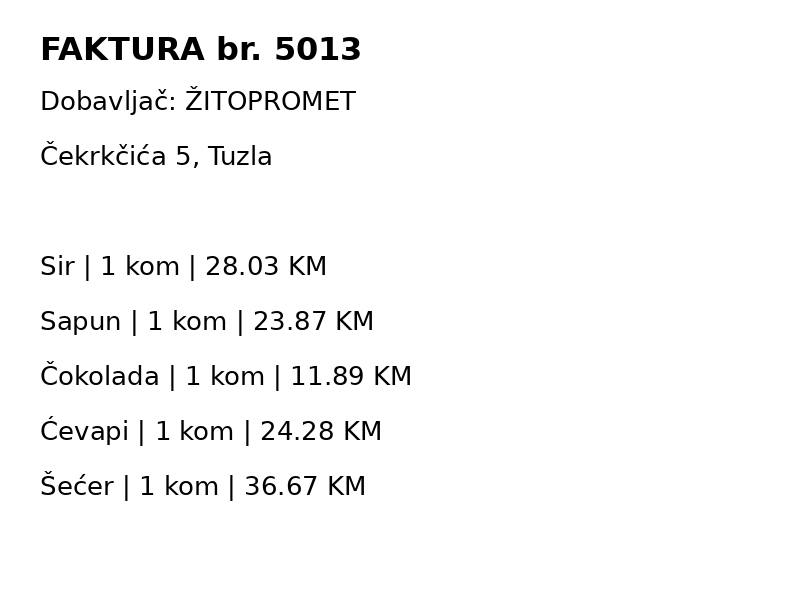 FAKTURA br. 5013
Dobavljač: ŽITOPROMET
Čekrkčića 5, Tuzla
Sir | 1 kom | 28.03 KM
Sapun | 1 kom | 23.87 KM
Čokolada | 1 kom | 11.89 KM
Ćevapi | 1 kom | 24.28 KM
Šećer | 1 kom | 36.67 KM